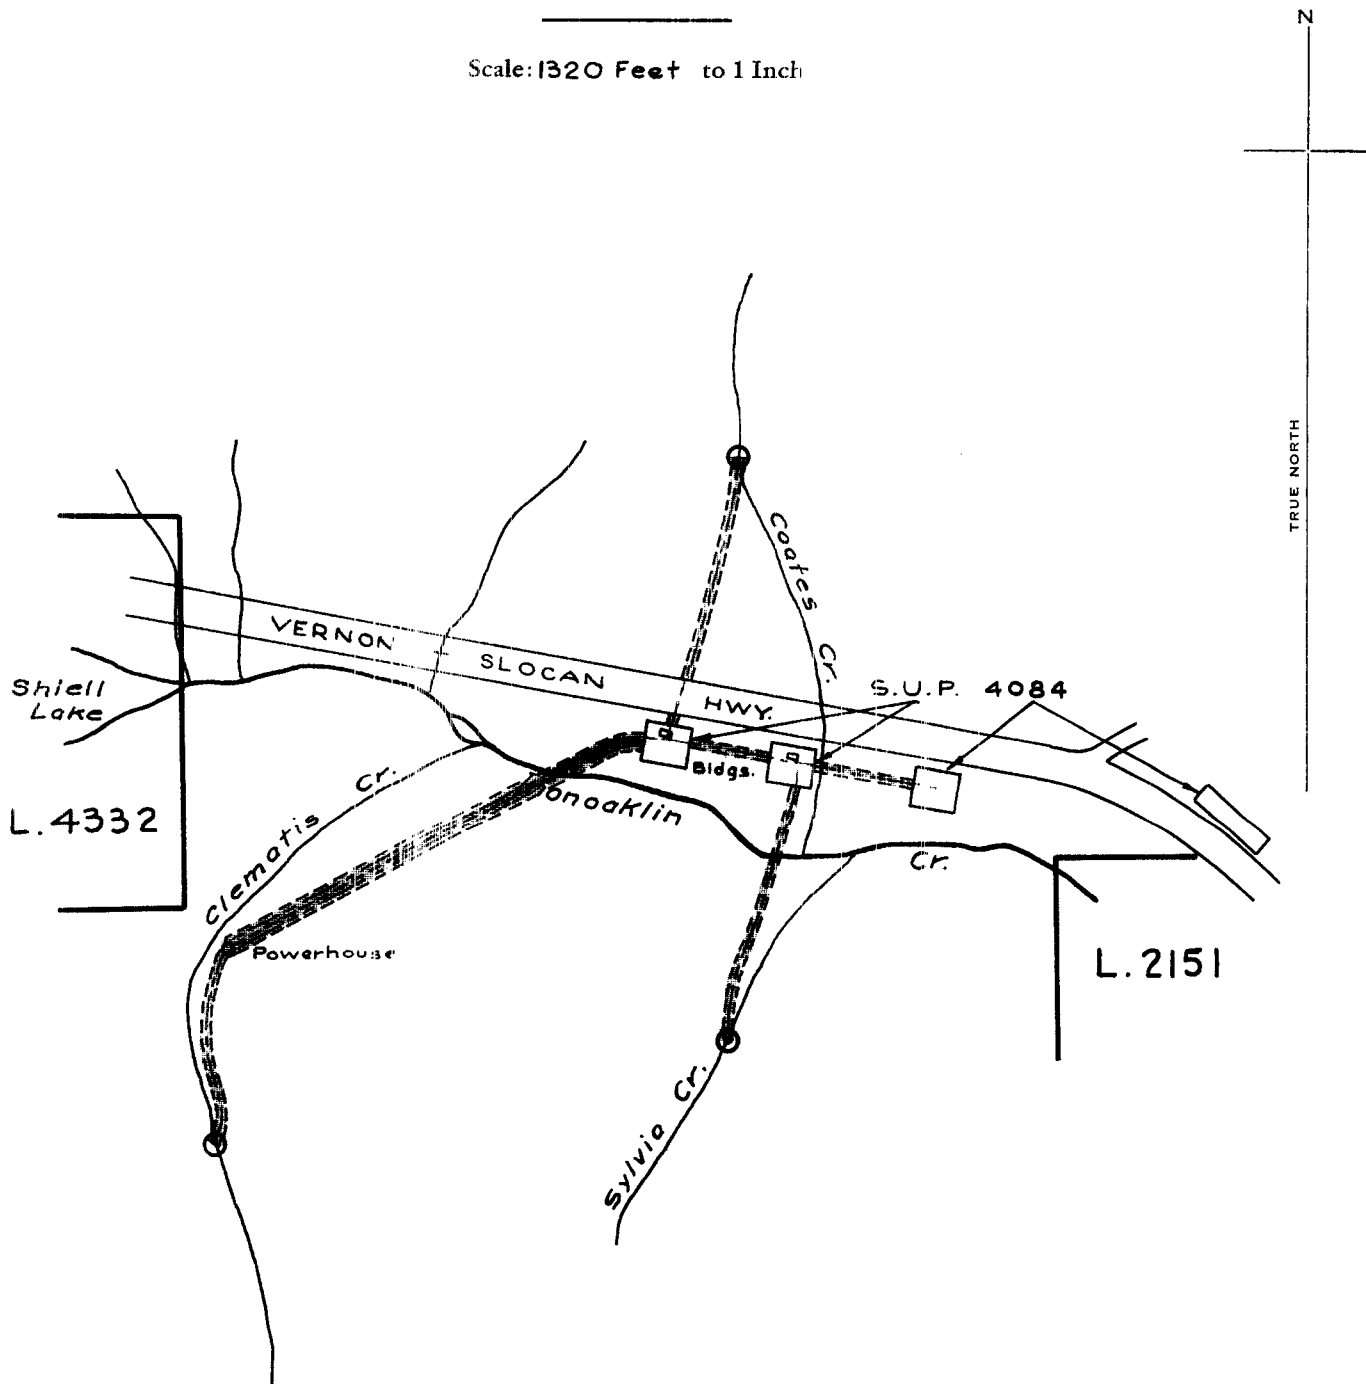 Scale: 1320 Feet to 1 Inch
N
TRUE NORTH
Coates Cr.
VERNON - SLOCAN HWY.
Shiell
Lake
S.U.P. 4084
Bldgs.
onoaklin Cr.
Clematis Cr.
L.4332
Powerhouse
L.2151
Sylvia Cr.